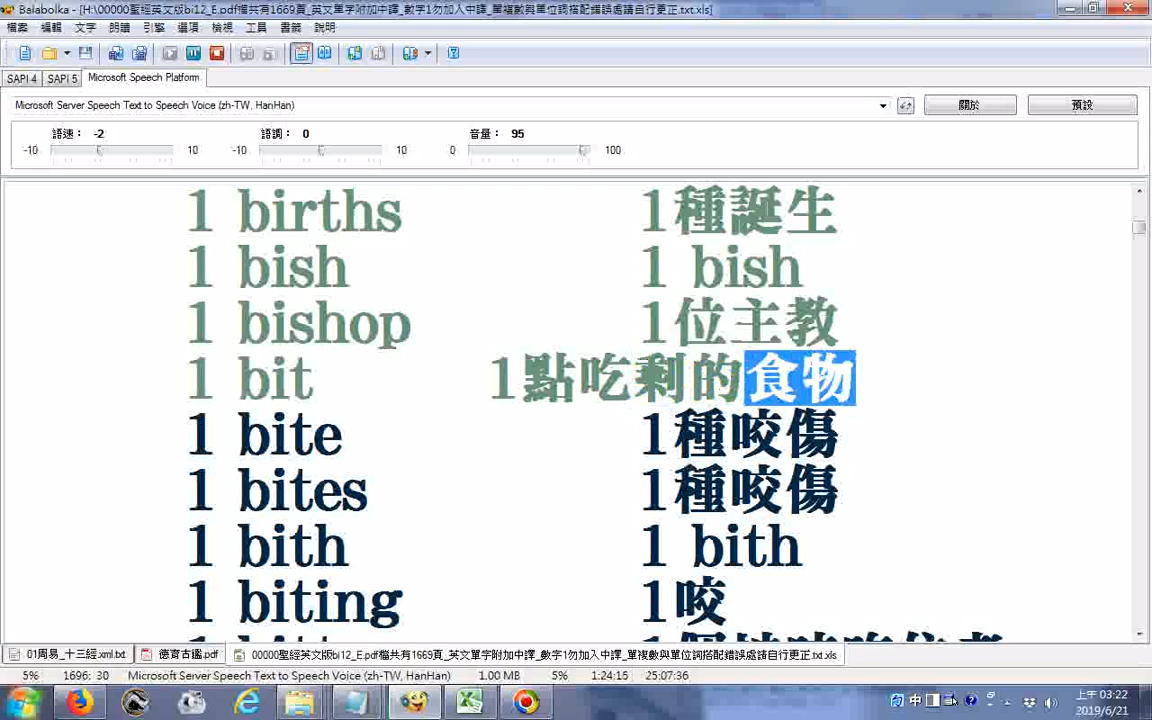 Balabolka - [H:\00000聖經英文版bi12_E.pdf檔共有1669頁_英文單字附加中譯_數字1勿加入中譯_單複數與單位詞搭配錯誤處請自行更正.txt.xls]
檔案 編輯 文字 朗讀 引擎 選項 檢視 工具 書籤 說明
SAPI 4 SAPI 5 Microsoft Speech Platform
Microsoft Server Speech Text to Speech Voice (zh-TW, HanHan) 關於 預設
語速： -2 語調： 0 音量： 95
-10 10 -10 10 0 100
1 births 1種誕生
1 bish 1 bish
1 bishop 1位主教
1 bit 1點吃剩的食物
1 bite 1種咬傷
1 bites 1種咬傷
1 bith 1 bith
1 biting 1咬
01周易_十三經.xml.txt 德育古鑑.pdf 00000聖經英文版bi12_E.pdf檔共有1669頁_英文單字附加中譯_數字1勿加入中譯_單複數與單位詞搭配錯誤處請自行更正.txt.xls
5% 1696: 30 Microsoft Server Speech Text to Speech Voice (zh-TW, HanHan) 1.00 MB 5% 1:24:15 25:07:36
中 上午 03:22
2019/6/21